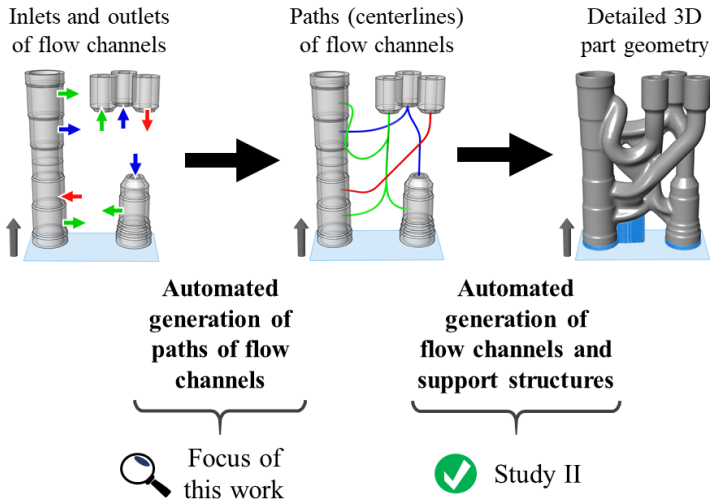 Inlets and outlets
of flow channels
Paths (centerlines)
of flow channels
Detailed 3D
part geometry
Automated
generation of
paths of flow
channels
Automated
generation of
flow channels and
support structures
Focus of
this work
Study II